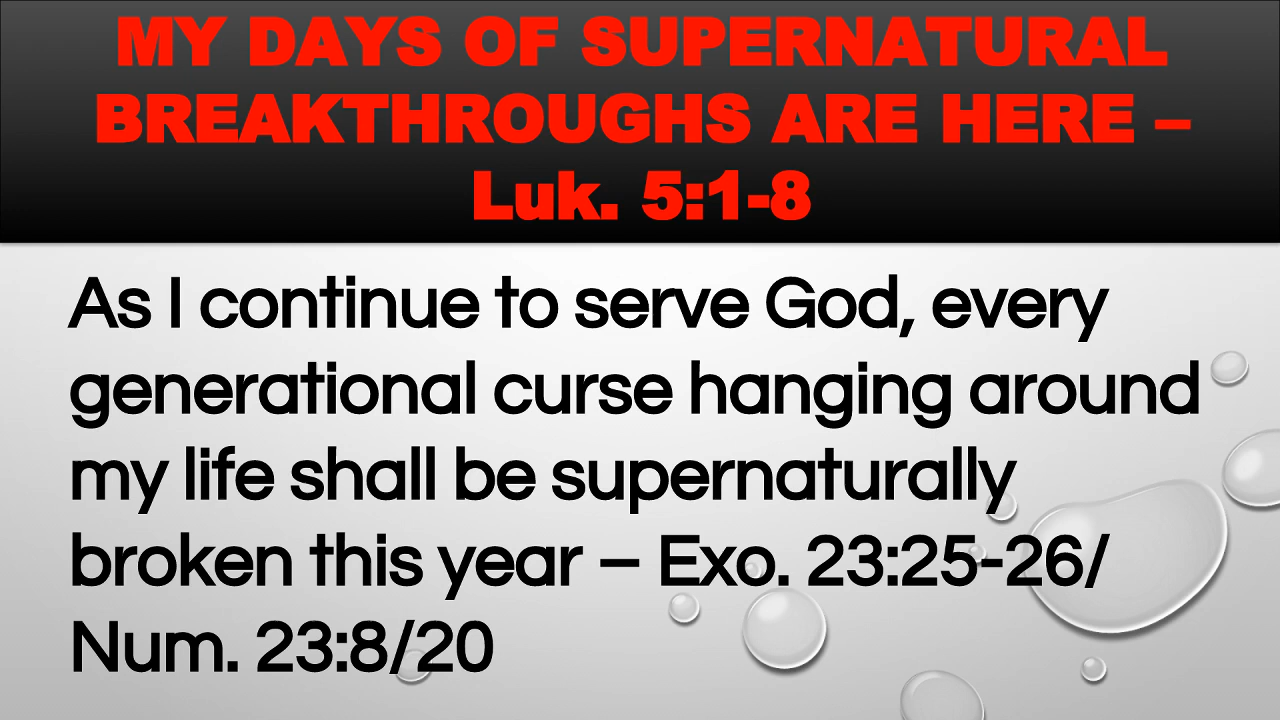 MY DAYS OF SUPERNATURAL
BREAKTHROUGHS ARE HERE –
Luk. 5:1-8
As I continue to serve God, every
generational curse hanging around
my life shall be supernaturally
broken this year – Exo. 23:25-26/
Num. 23:8/20